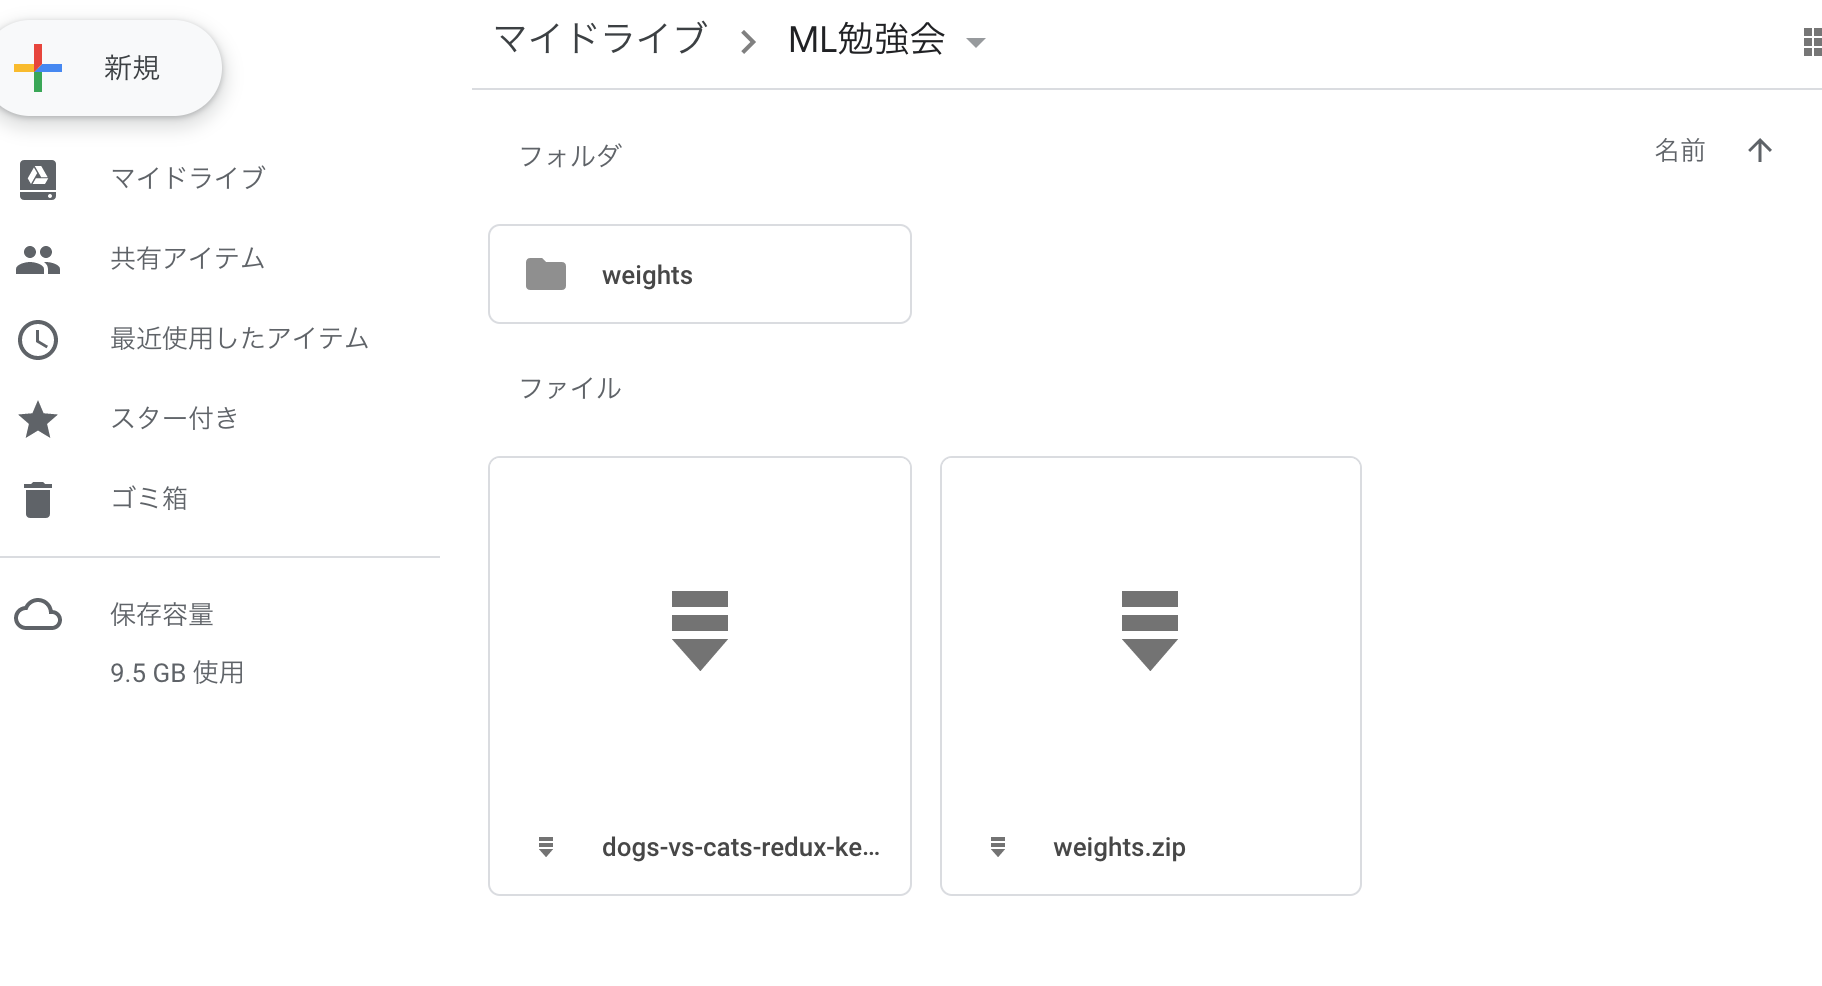 新規
マイドライブ
共有アイテム
最近使用したアイテム
スター付き
ゴミ箱
保存容量
9.5 GB 使用
マイドライブ ML勉強会
フォルダ 名前
weights
ファイル
dogs-vs-cats-redux-ke...
weights.zip